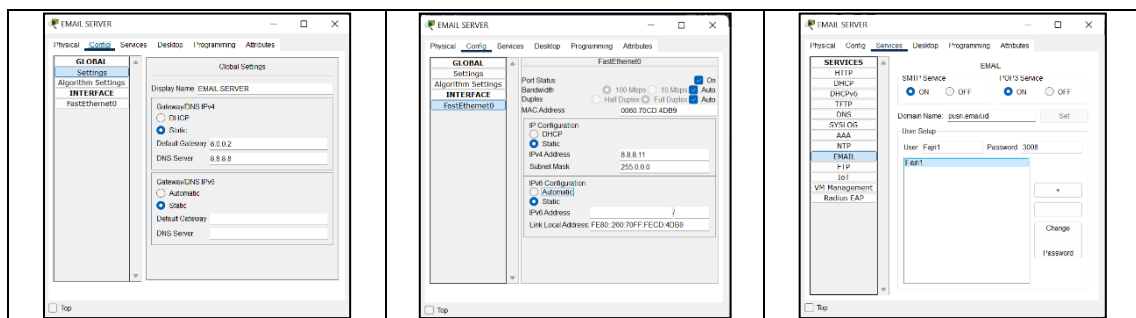 EMAIL SERVER
Physical Config Services Desktop Programming Attributes
GLOBAL
Settings
Algorithm Settings
INTERFACE
FastEthernet0
Global Settings
Display Name EMAIL SERVER
Gateway/DNS IPv4
DHCP
Static
Default Gateway 8.0.0.2
DNS Server 8.8.8.8
Gateway/DNS IPv6
Automatic
Static
Default Gateway
DNS Server
Top
EMAIL SERVER
Physical Config Services Desktop Programming Attributes
GLOBAL
Settings
Algorithm Settings
INTERFACE
FastEthernet0
FastEthernet0
Port Status On
Bandwidth 100 Mbps 10 Mbps Auto
Duplex Half Duplex Full Duplex Auto
MAC Address 0060.70CD.4DB9
IP Configuration
DHCP
Static
IPv4 Address 8.8.8.11
Subnet Mask 255.0.0.0
IPv6 Configuration
Automatic
Static
IPv6 Address /
Link Local Address: FE80::260:70FF:FECD:4DB9
Top
EMAIL SERVER
Physical Config Services Desktop Programming Attributes
SERVICES
HTTP
DHCP
DHCPv6
TFTP
DNS
SYSLOG
AAA
NTP
EMAIL
FTP
IoT
VM Management
Radius EAP
EMAIL
SMTP Service POP3 Service
ON OFF ON OFF
Domain Name: Set
User Setup
User Fajri1 Password 3008
Fajri1
+
Change
Password
Top